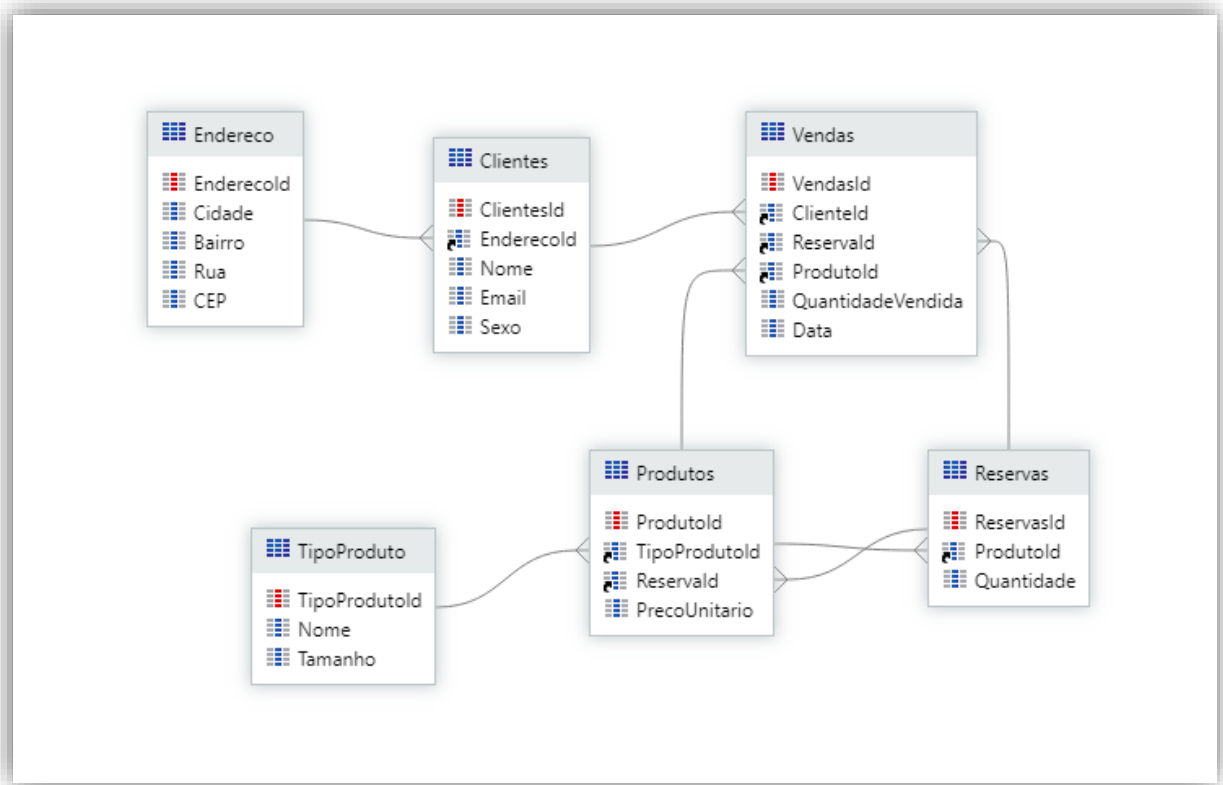 Endereco
EnderecoId
Cidade
Bairro
Rua
CEP
Clientes
ClientesId
EnderecoId
Nome
Email
Sexo
Vendas
VendasId
ClienteId
ReservaId
ProdutoId
QuantidadeVendida
Data
TipoProduto
TipoProdutoId
Nome
Tamanho
Produtos
ProdutoId
TipoProdutoId
ReservaId
PrecoUnitario
Reservas
ReservasId
ProdutoId
Quantidade